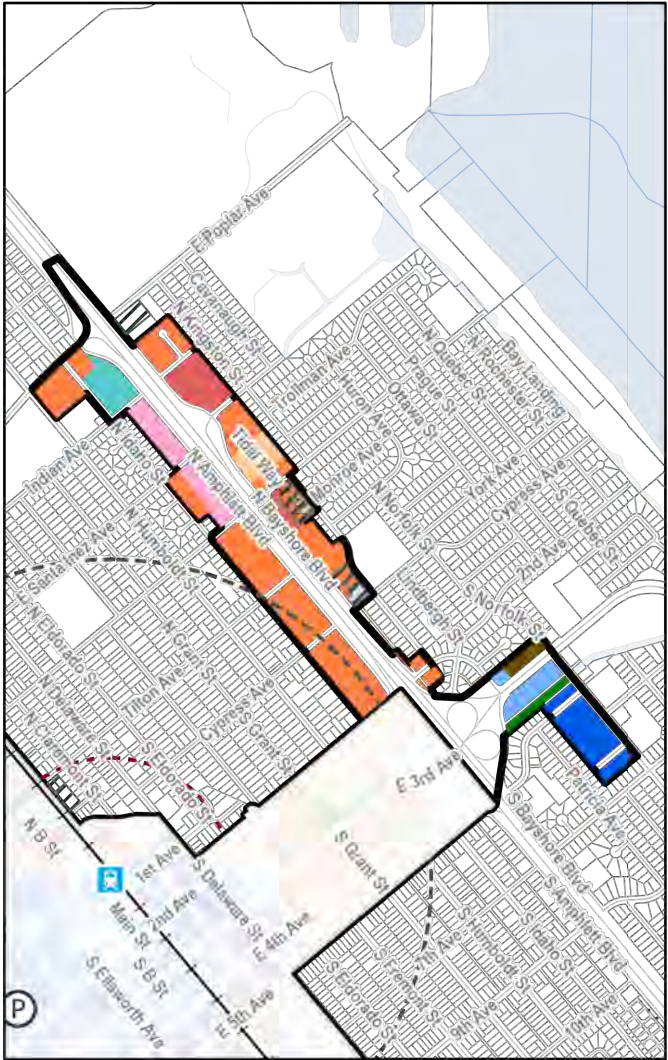 E Poplar Ave
Cavanaugh St
N Kingston St
Trollman Ave
Huron Ave
Ottawa St
Prague St
N Quebec St
N Rochester St
Bay Landing
Tidal Way
Monroe Ave
N Norfolk St
York Ave
Cypress Ave
S Quebec St
2nd Ave
S Norfolk St
Lindbergh St
Indian Ave
N Idaho St
N Amphlett Blvd
N Bayshore Blvd
E Santa Inez Ave
N Humboldt St
N Eldorado St
N Grant St
Tilton Ave
Cypress Ave
S Grant St
N Delaware St
S Eldorado St
N Claremont St
E 3rd Ave
Patricia Ave
S Bayshore Blvd
S Amphlett Blvd
N B St
1st Ave
2nd Ave
Main St
S B St
S Delaware St
E 4th Ave
S Grant St
S Ellsworth Ave
E 5th Ave
S Eldorado St
S Fremont St
7th Ave
S Humboldt St
S Idaho St
9th Ave
10th Ave
P